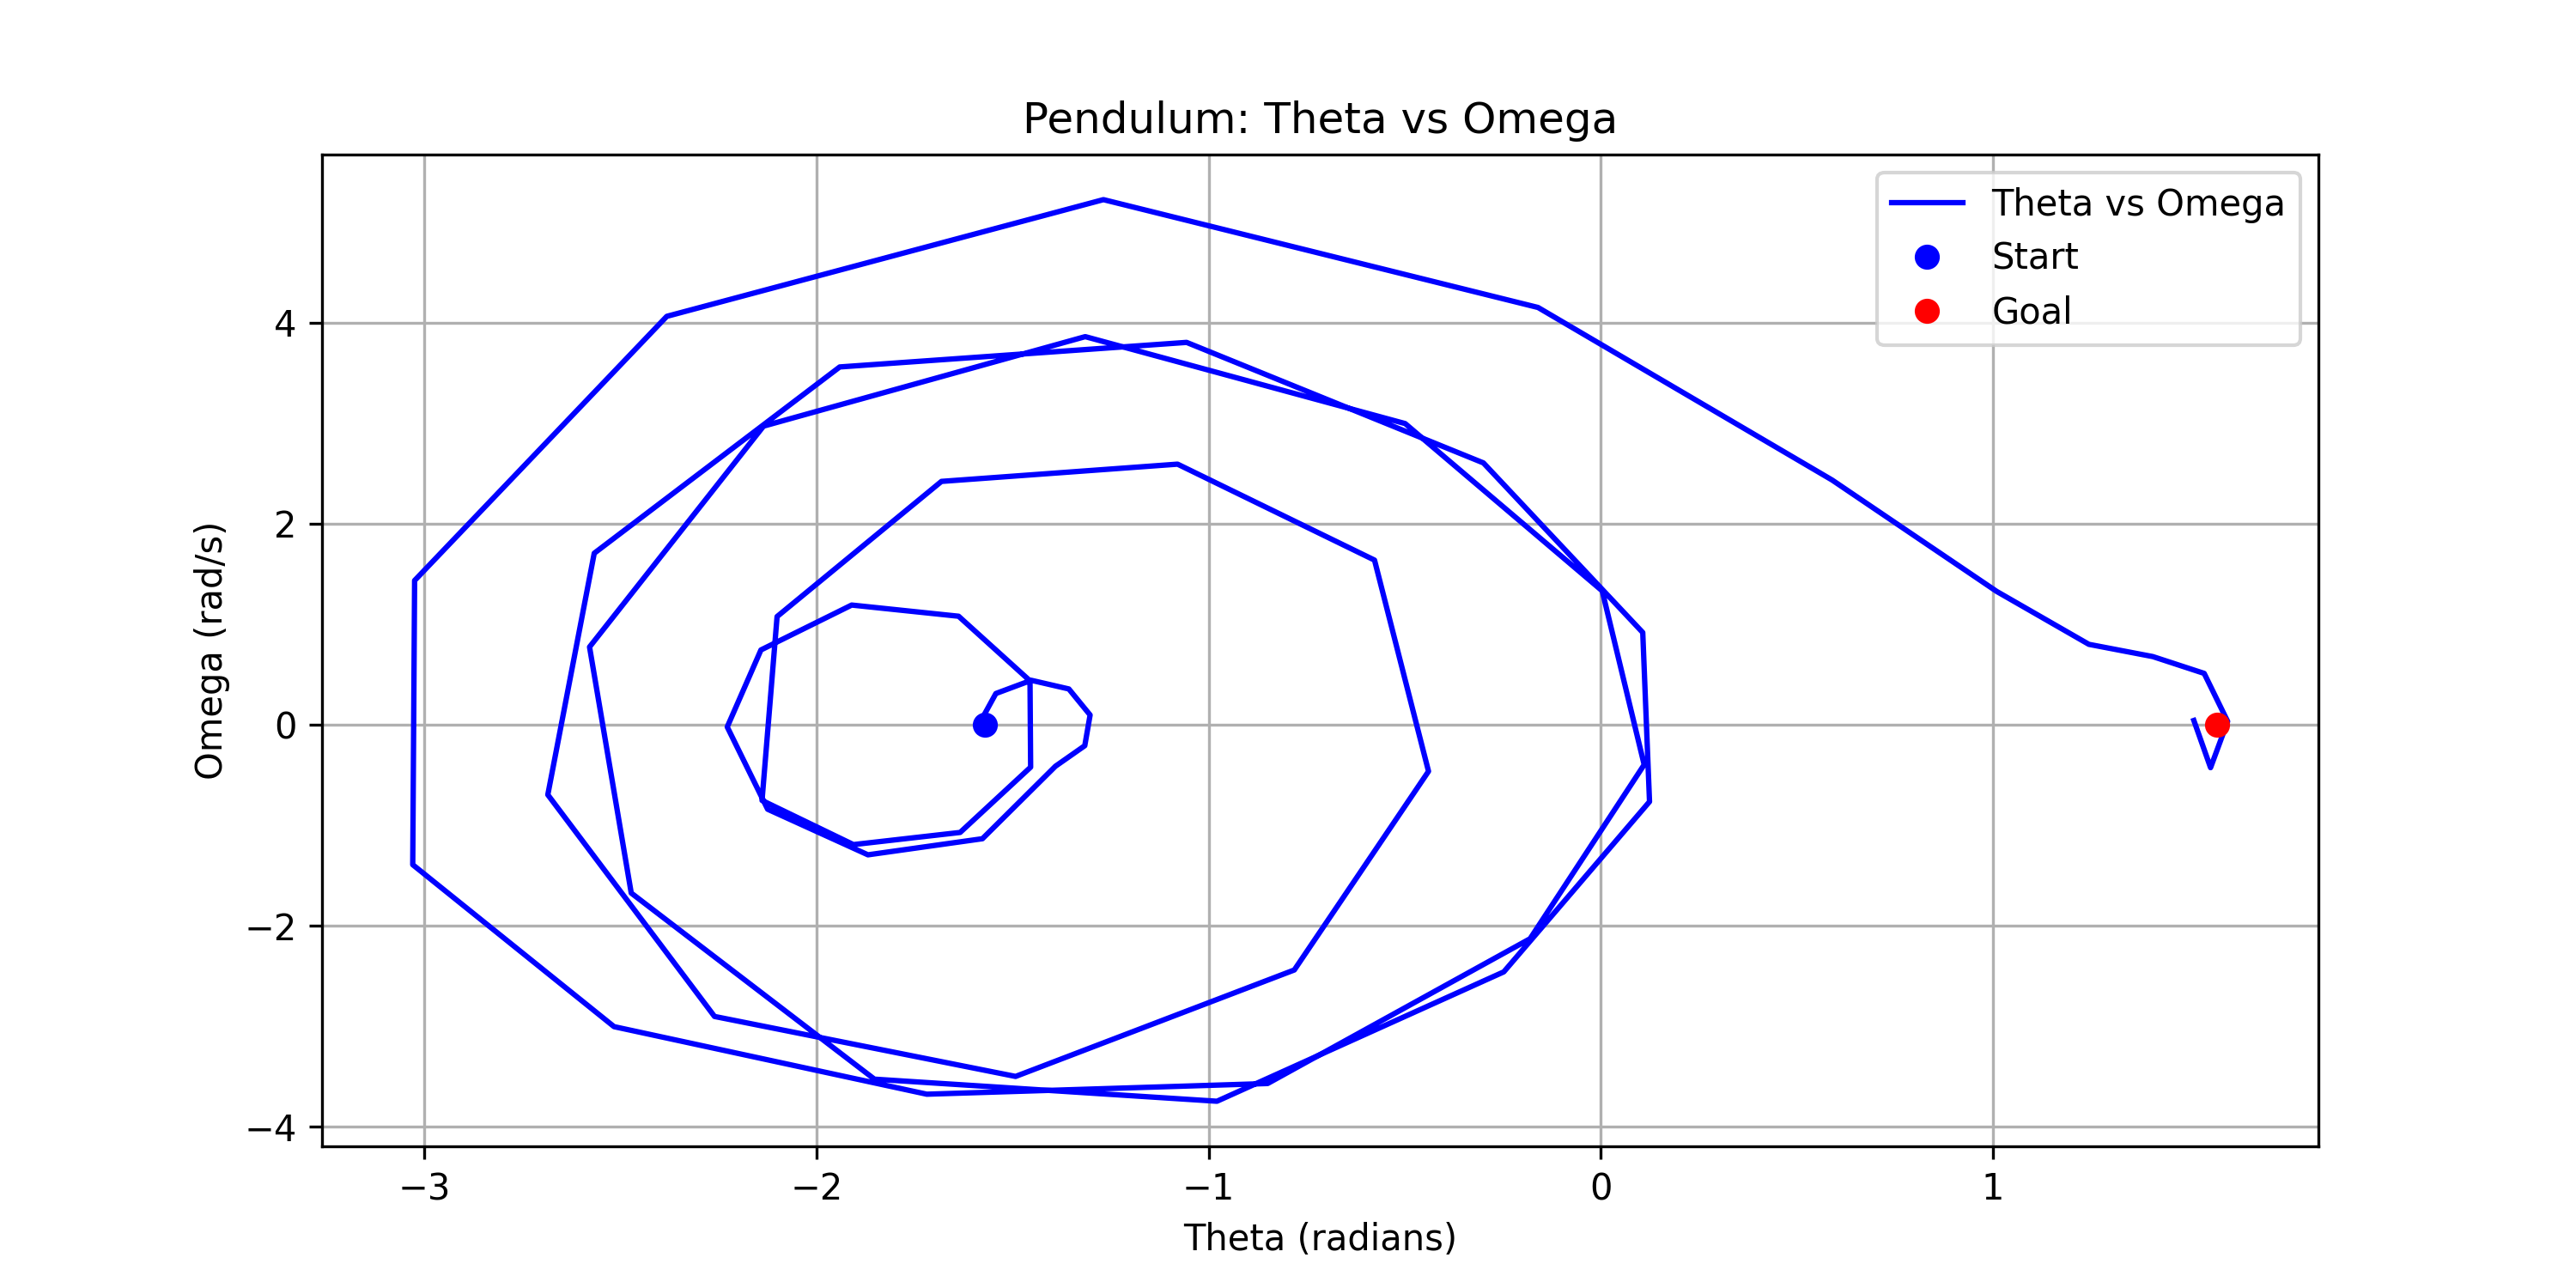 Pendulum: Theta vs Omega
Theta vs Omega
Start
Goal
Omega (rad/s)
4
2
0
−2
−4
−3
−2
−1
0
1
Theta (radians)